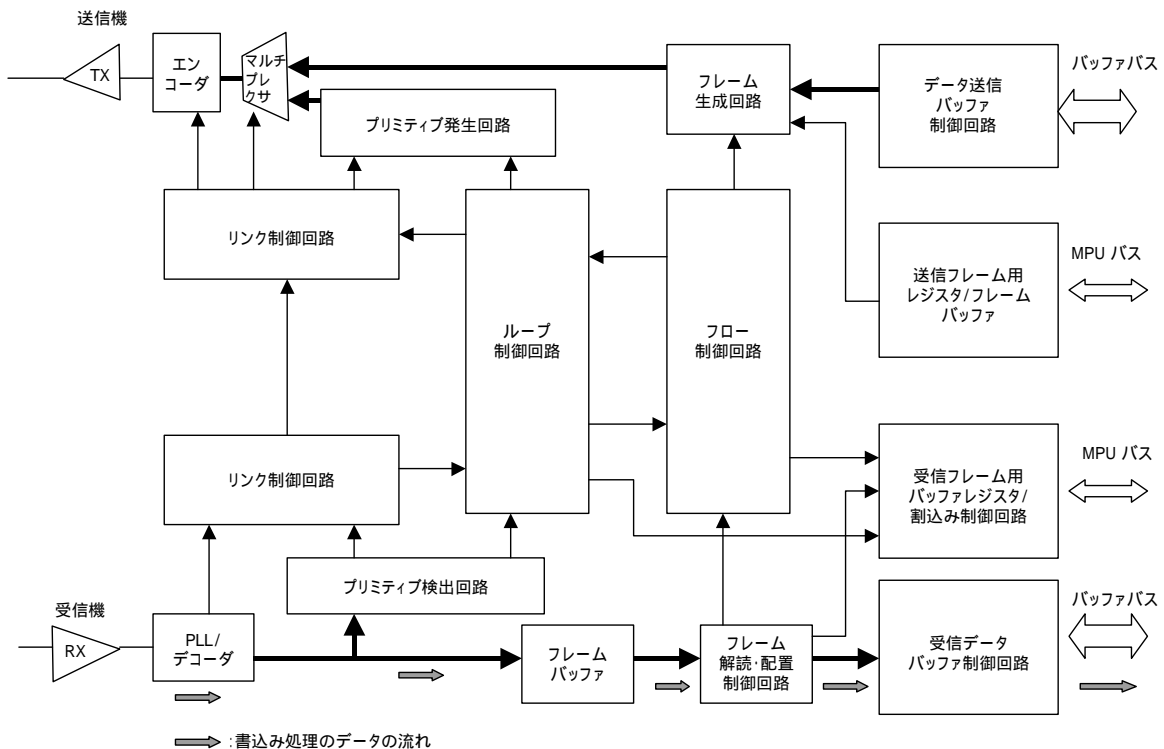 送信機
TX
エン
コーダ
マルチ
プレ
クサ
プリミティブ発生回路
フレーム
生成回路
データ送信
バッファ
制御回路
バッファバス
リンク制御回路
ループ
制御回路
フロー
制御回路
送信フレーム用
レジスタ/フレーム
バッファ
MPU バス
リンク制御回路
受信フレーム用
バッファレジスタ/
割込み制御回路
MPU バス
プリミティブ検出回路
受信機
RX
PLL/
デコーダ
フレーム
バッファ
フレーム
解読・配置
制御回路
受信データ
バッファ制御回路
バッファバス
:書込み処理のデータの流れ